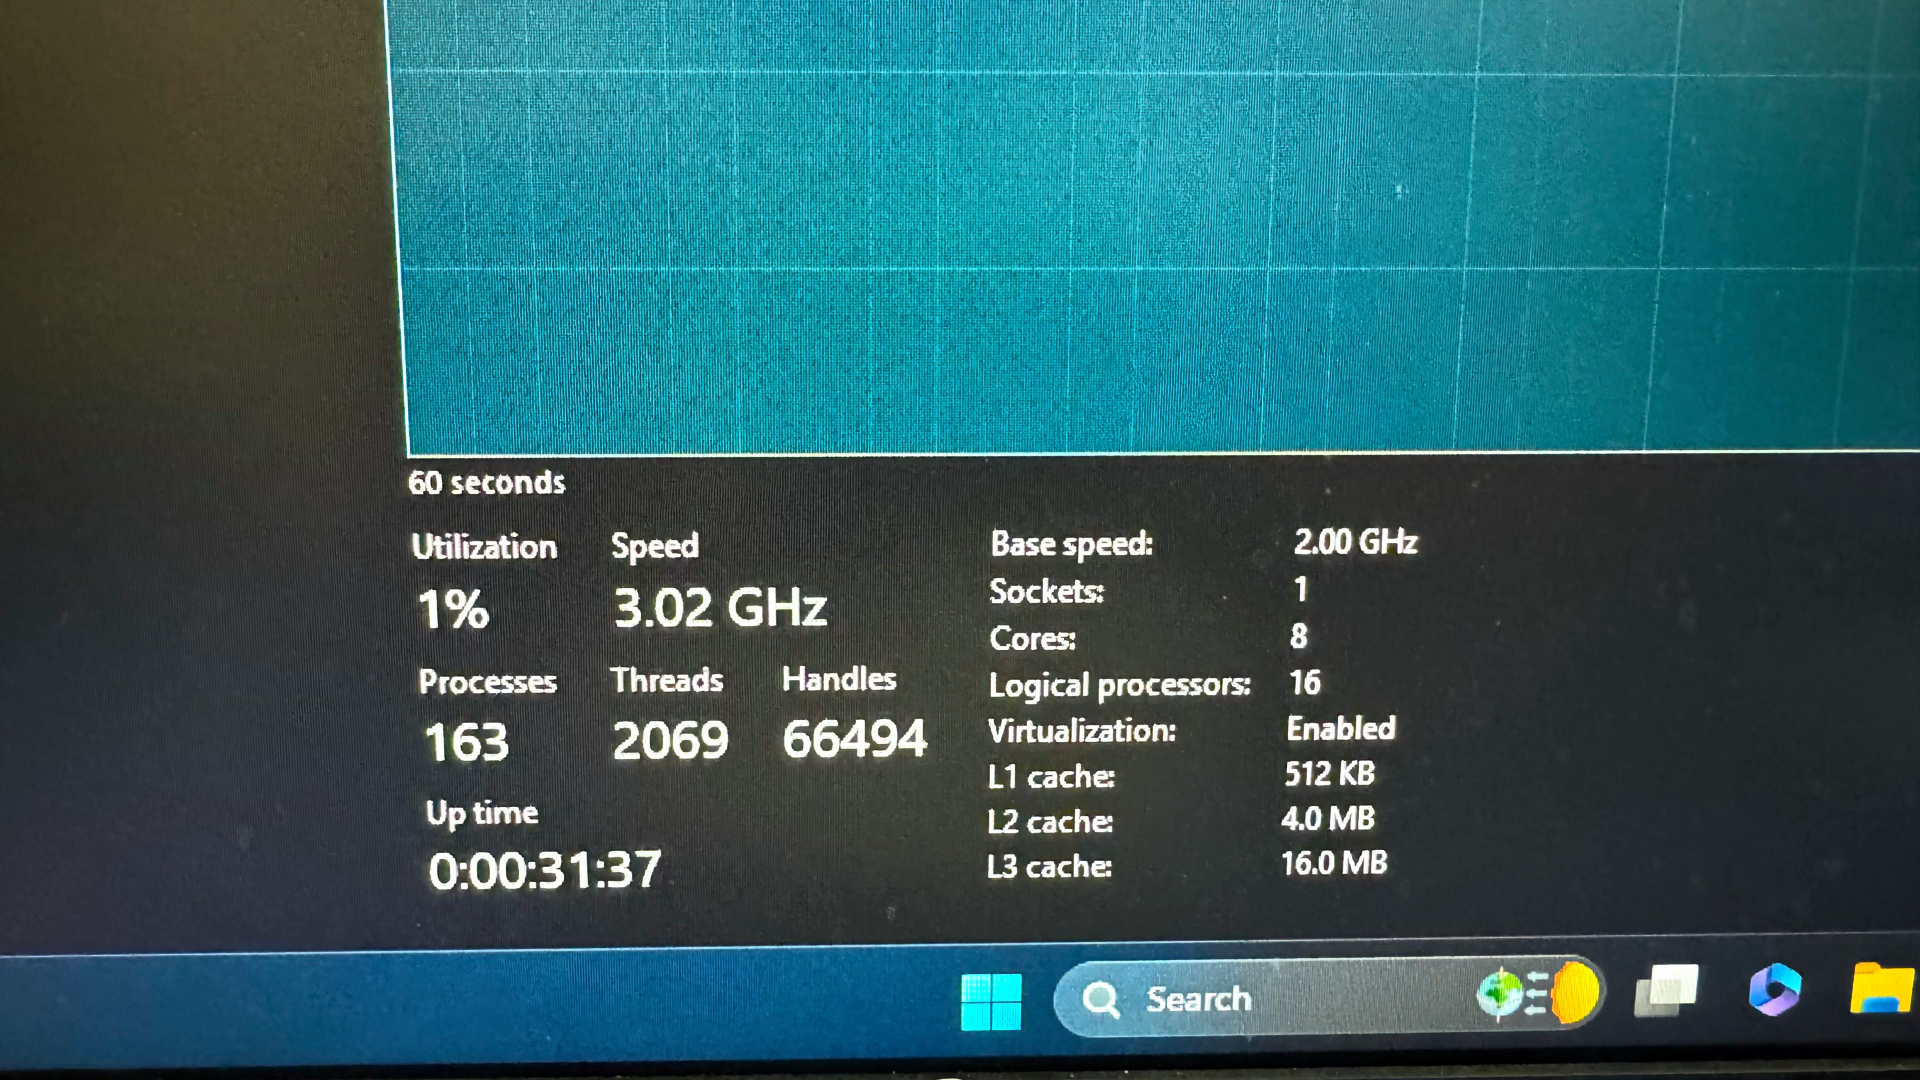 60 seconds
Utilization Speed
1% 3.02 GHz
Processes Threads Handles
163 2069 66494
Up time
0:00:31:37
Base speed: 2.00 GHz
Sockets: 1
Cores: 8
Logical processors: 16
Virtualization: Enabled
L1 cache: 512 KB
L2 cache: 4.0 MB
L3 cache: 16.0 MB
Search